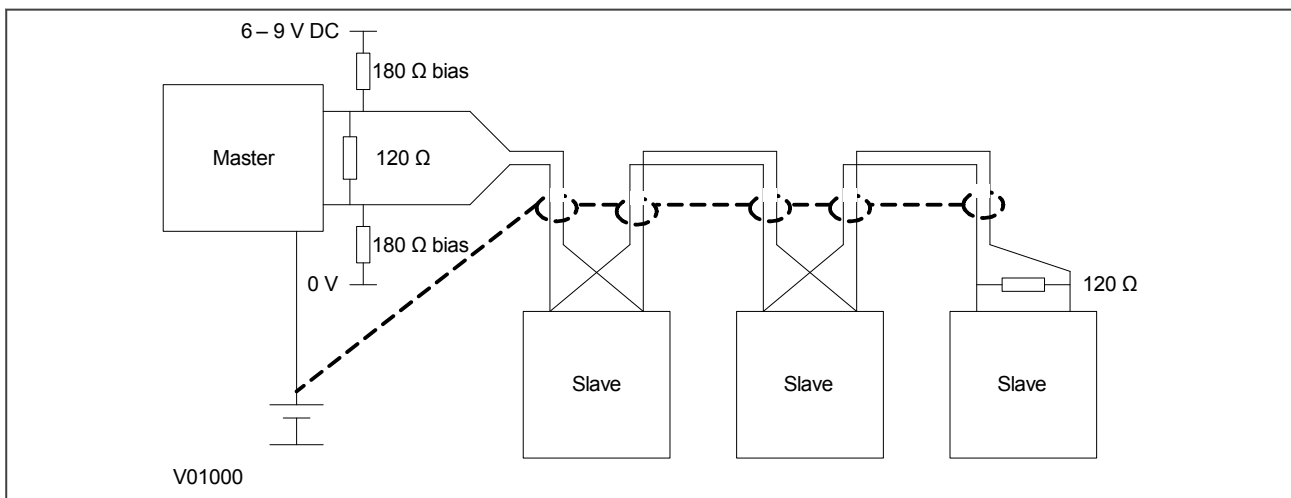 6 – 9 V DC
180 Ω bias
Master
120 Ω
180 Ω bias
0 V
120 Ω
Slave
Slave
Slave
V01000